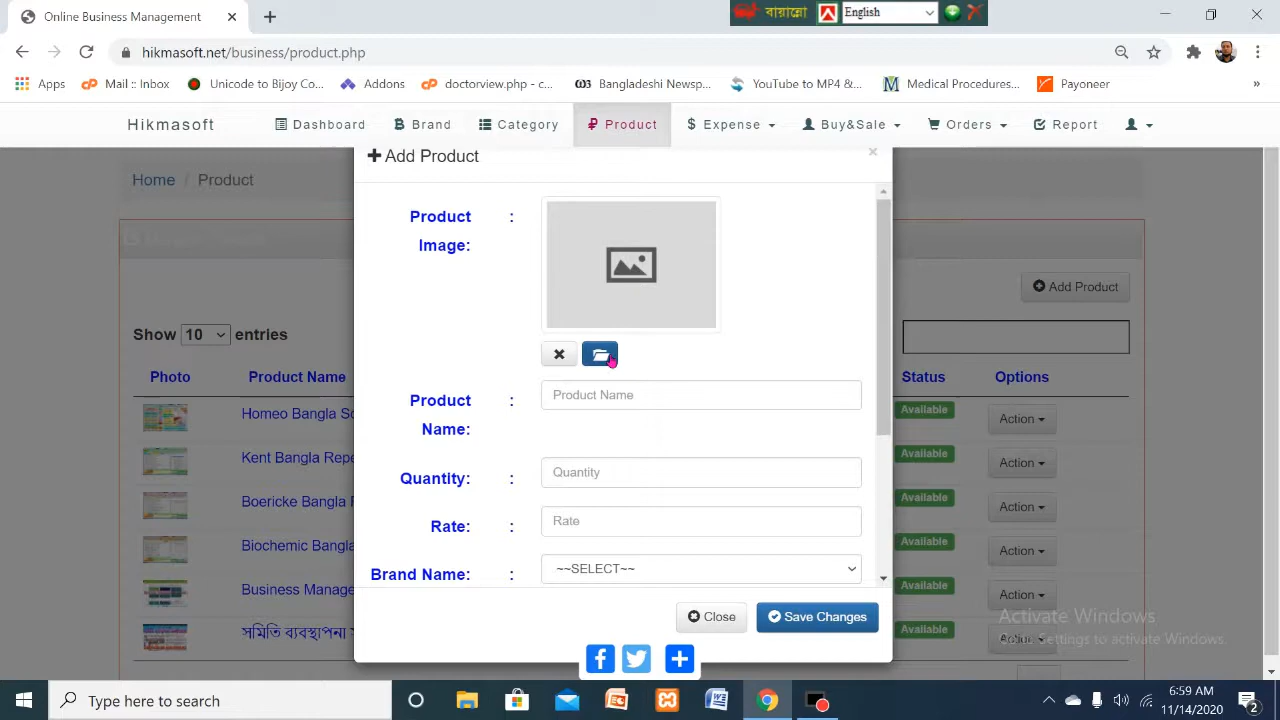 Online Business Management
বায়ান্নো
English
hikmasoft.net/business/product.php
Apps
Mail :: Inbox
Unicode to Bijoy Co...
Addons
doctorview.php - c...
Bangladeshi Newsp...
YouTube to MP4 &...
Medical Procedures...
Payoneer
»
Hikmasoft
Dashboard
Brand
Category
Product
Expense
Buy&Sale
Orders
Report
Add Product
×
Home / Product
Product Image: :
Add Product
Show 10 entries
Photo
Product Name
Status
Options
Product Name: :
Product Name
Homeo Bangla So
Available
Action
Kent Bangla Repe
Available
Action
Quantity: :
Quantity
Boericke Bangla
Available
Action
Rate: :
Rate
Biochemic Bangla
Available
Action
Brand Name: :
~~SELECT~~
Business Manage
Available
Action
Close
Save Changes
সমিতি ব্যবস্থাপনা
Available
Activate Windows
Go to Settings to activate Windows.
Type here to search
6:59 AM
11/14/2020
2